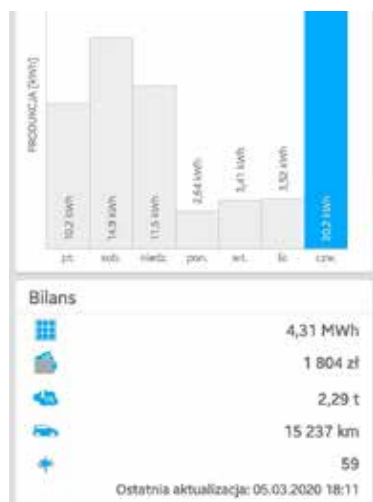 PRODUKCJA [kWh]
10,2 kWh
14,9 kWh
11,5 kWh
2,64 kWh
3,41 kWh
3,52 kWh
20,2 kWh
pt. sob. niedz. pon. wt. śr. czw.
Bilans
4,31 MWh
1 804 zł
2,29 t
15 237 km
59
Ostatnia aktualizacja: 05.03.2020 18:11